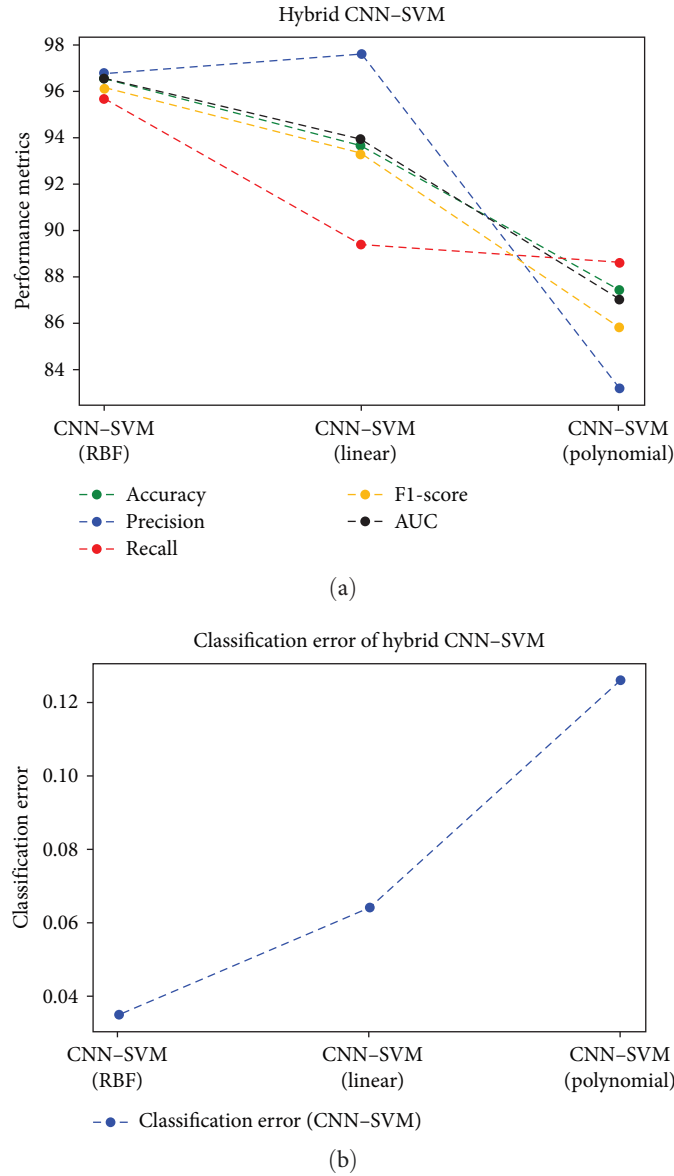 Hybrid CNN–SVM
98
96
94
92
90
88
86
84
Performance metrics
CNN–SVM
(RBF)
CNN–SVM
(linear)
CNN–SVM
(polynomial)
Accuracy
Precision
Recall
F1-score
AUC
(a)
Classification error of hybrid CNN–SVM
0.12
0.10
0.08
0.06
0.04
Classification error
CNN–SVM
(RBF)
CNN–SVM
(linear)
CNN–SVM
(polynomial)
Classification error (CNN–SVM)
(b)